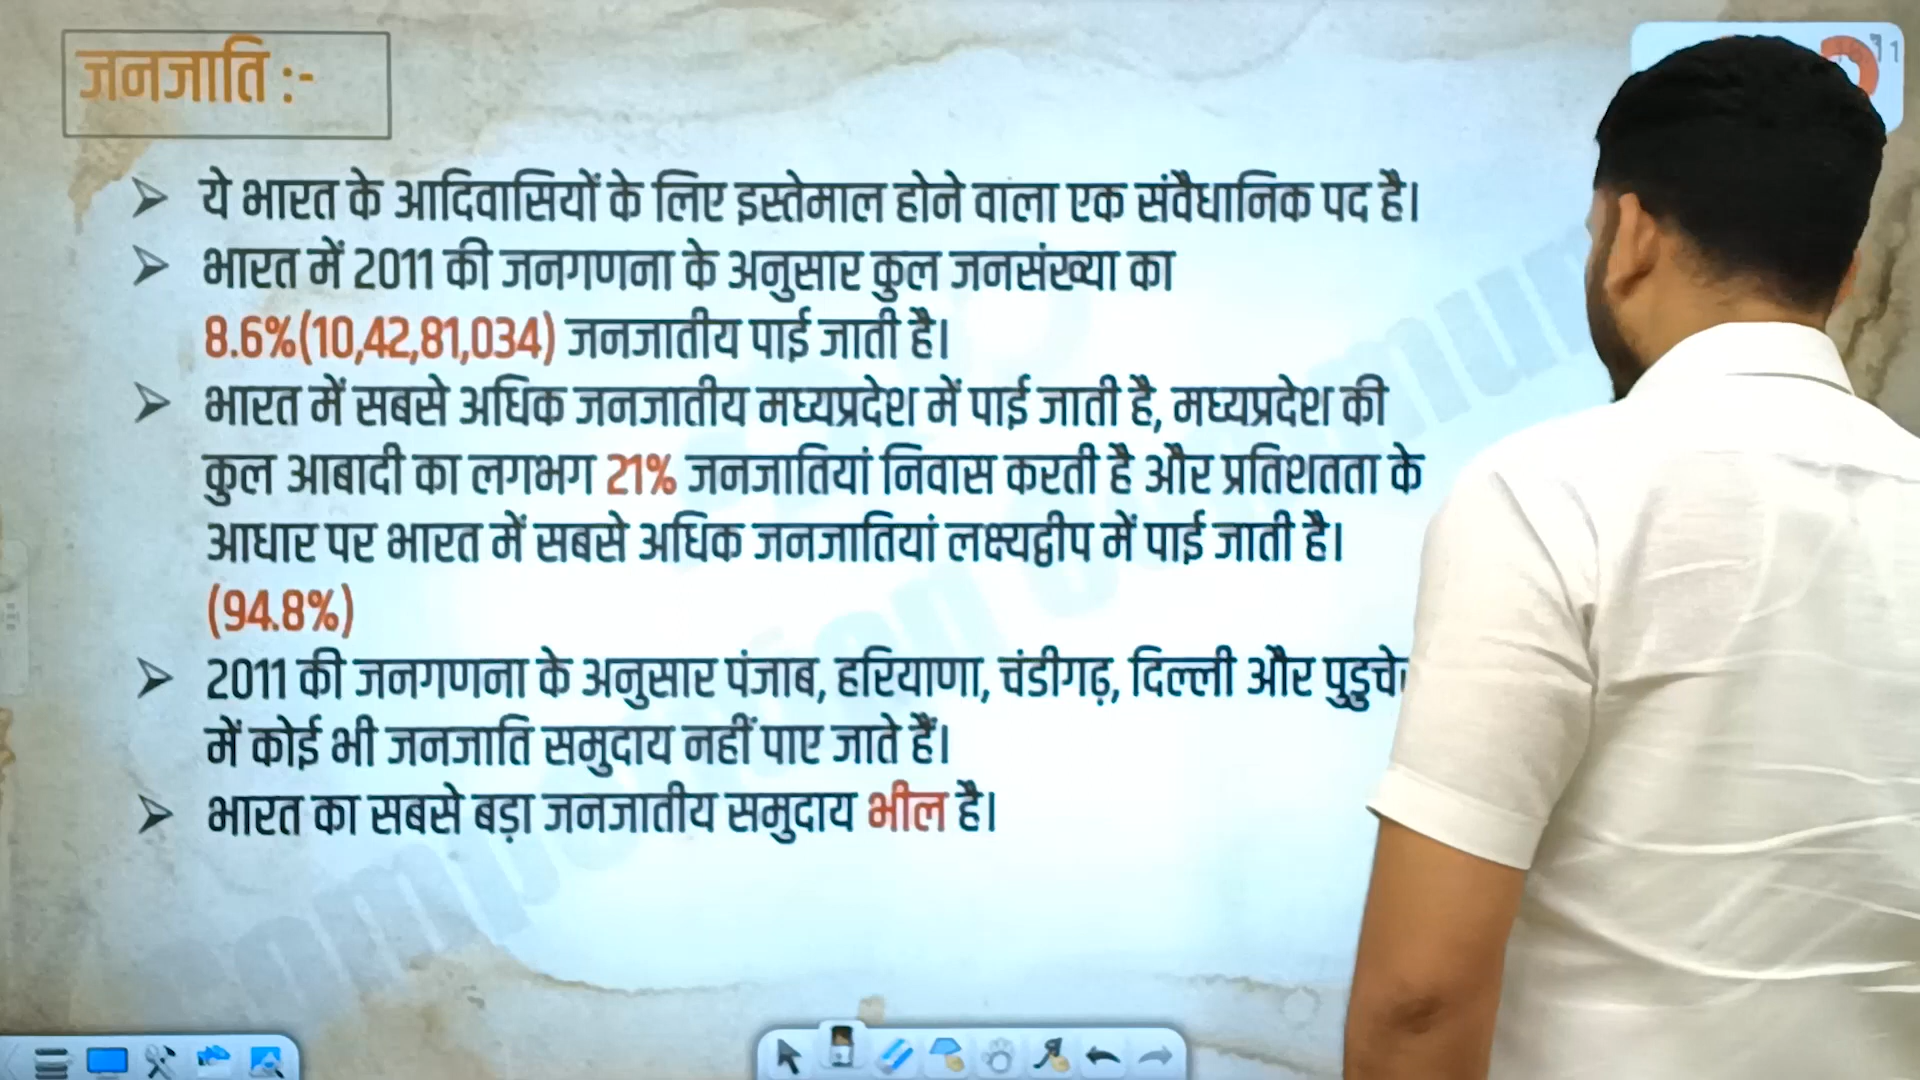 जनजाति :-
ये भारत के आदिवासियों के लिए इस्तेमाल होने वाला एक संवैधानिक पद है।
भारत में 2011 की जनगणना के अनुसार कुल जनसंख्या का
8.6%(10,42,81,034) जनजातीय पाई जाती है।
भारत में सबसे अधिक जनजातीय मध्यप्रदेश में पाई जाती है, मध्यप्रदेश की
कुल आबादी का लगभग 21% जनजातियां निवास करती है और प्रतिशतता के
आधार पर भारत में सबसे अधिक जनजातियां लक्ष्यद्वीप में पाई जाती है।
(94.8%)
2011 की जनगणना के अनुसार पंजाब, हरियाणा, चंडीगढ़, दिल्ली और
में कोई भी जनजाति समुदाय नहीं पाए जाते हैं।
भारत का सबसे बड़ा जनजातीय समुदाय भील है।